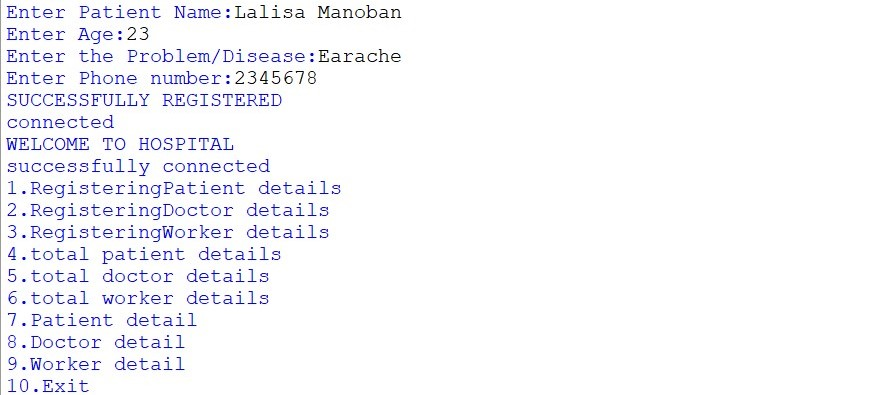 Enter Patient Name:Lalisa Manoban
Enter Age:23
Enter the Problem/Disease:Earache
Enter Phone number:2345678
SUCCESSFULLY REGISTERED
connected
WELCOME TO HOSPITAL
successfully connected
1.RegisteringPatient details
2.RegisteringDoctor details
3.RegisteringWorker details
4.total patient details
5.total doctor details
6.total worker details
7.Patient detail
8.Doctor detail
9.Worker detail
10.Exit